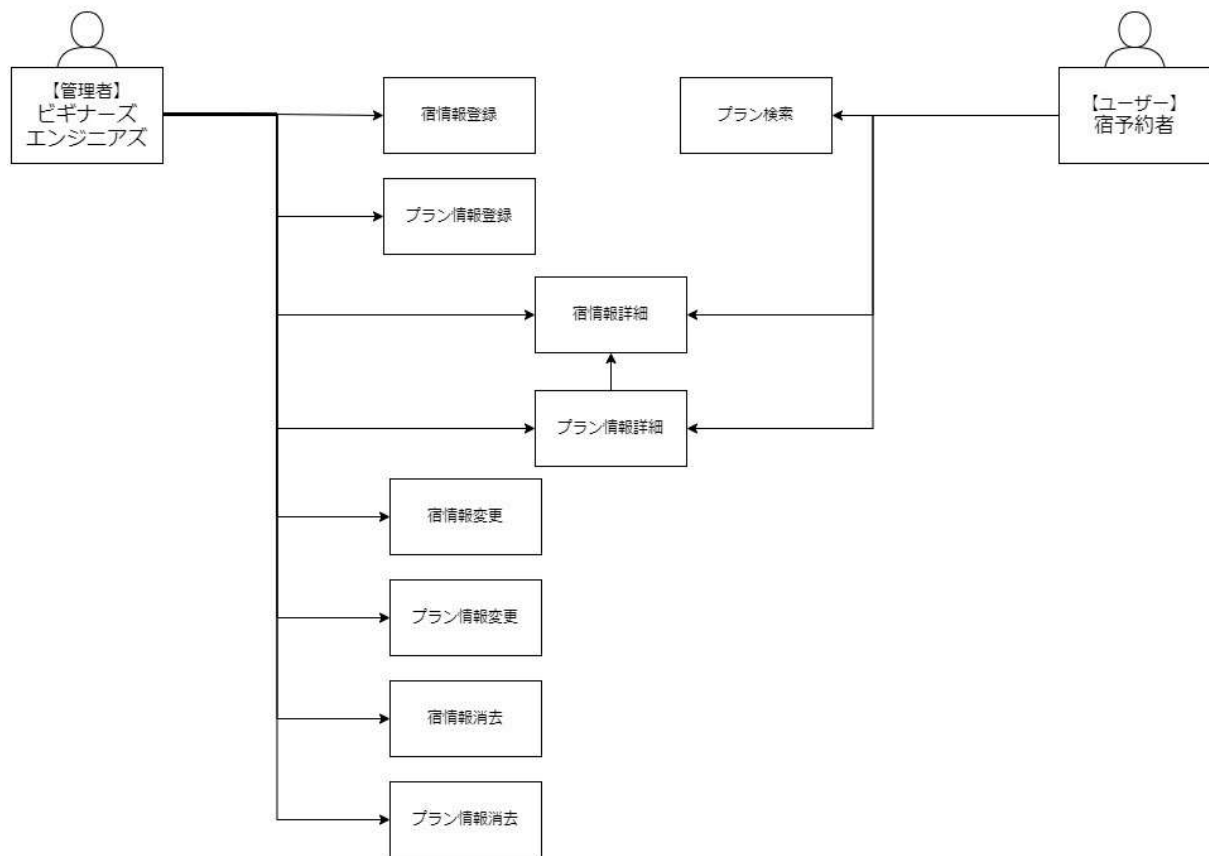 【管理者】
ビギナーズ
エンジニアズ
宿情報登録
プラン検索
【ユーザー】
宿予約者
プラン情報登録
宿情報詳細
プラン情報詳細
宿情報変更
プラン情報変更
宿情報消去
プラン情報消去